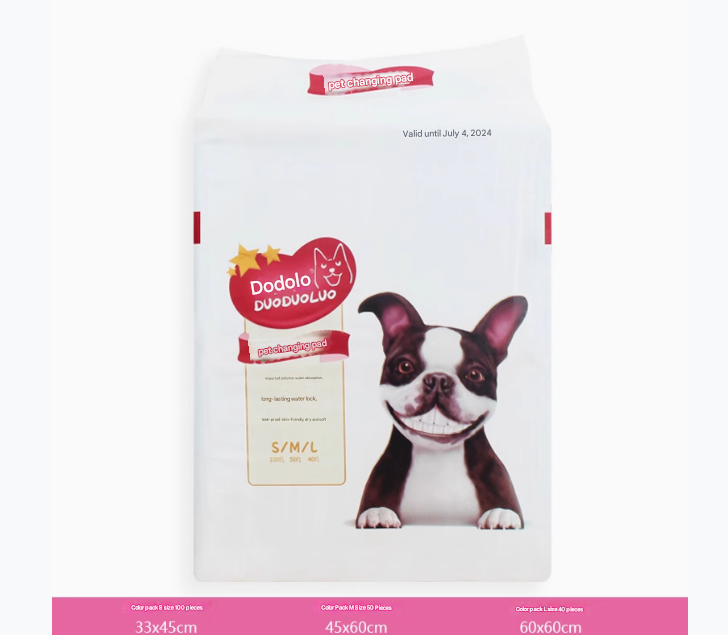 pet changing pad
Valid until July 4, 2024
Dodolo
DUODUOLUO
pet changing pad
long-lasting water lock,
S/M/L
Color pack S size 100 pieces
Color Pack M Size 50 Pieces
Color pack L size 40 pieces
33x45cm
45x60cm
60x60cm